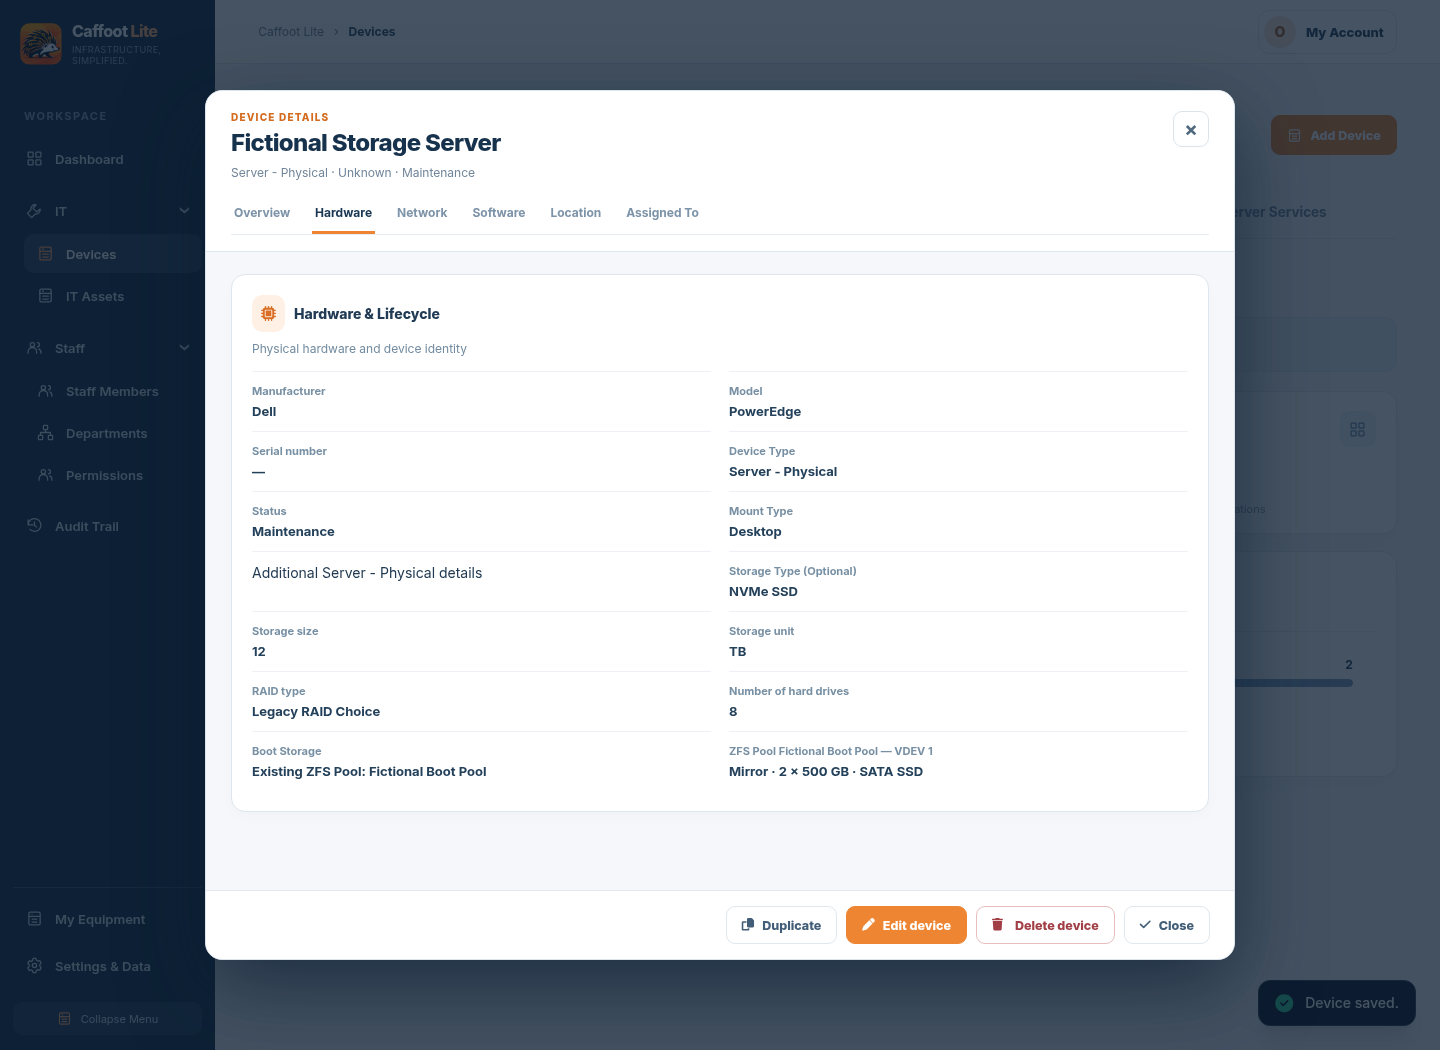 Caffoot Lite
INFRASTRUCTURE,
SIMPLIFIED.
Caffoot Lite › Devices
O My Account
WORKSPACE
Dashboard
IT
Devices
IT Assets
Staff
Staff Members
Departments
Permissions
Audit Trail
My Equipment
Settings & Data
Collapse Menu
Add Device
rver Services
ations
2
DEVICE DETAILS
Fictional Storage Server
Server - Physical · Unknown · Maintenance
Overview Hardware Network Software Location Assigned To
Hardware & Lifecycle
Physical hardware and device identity
Manufacturer
Dell
Model
PowerEdge
Serial number
—
Device Type
Server - Physical
Status
Maintenance
Mount Type
Desktop
Additional Server - Physical details
Storage Type (Optional)
NVMe SSD
Storage size
12
Storage unit
TB
RAID type
Legacy RAID Choice
Number of hard drives
8
Boot Storage
Existing ZFS Pool: Fictional Boot Pool
ZFS Pool Fictional Boot Pool — VDEV 1
Mirror · 2 × 500 GB · SATA SSD
Duplicate Edit device Delete device Close
Device saved.